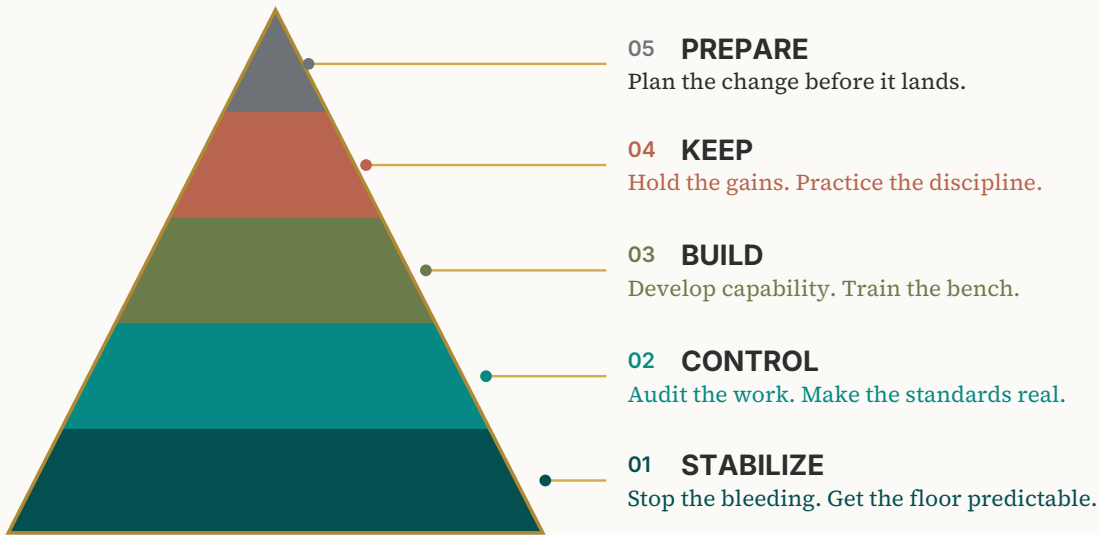 05 PREPARE
Plan the change before it lands.
04 KEEP
Hold the gains. Practice the discipline.
03 BUILD
Develop capability. Train the bench.
02 CONTROL
Audit the work. Make the standards real.
01 STABILIZE
Stop the bleeding. Get the floor predictable.